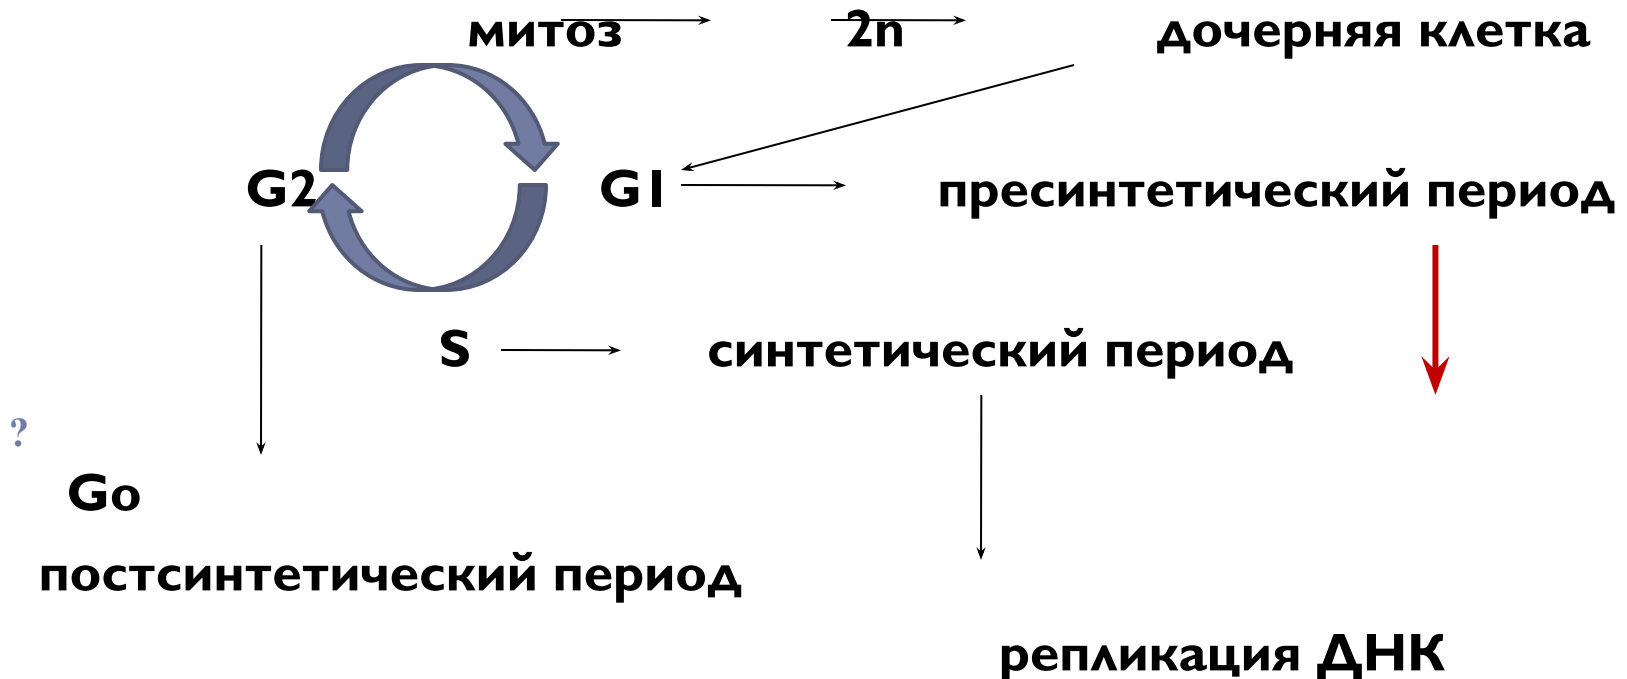 митоз 2n дочерняя клетка
G2 G1 пресинтетический период
S синтетический период
?
Go
постсинтетический период
репликация ДНК